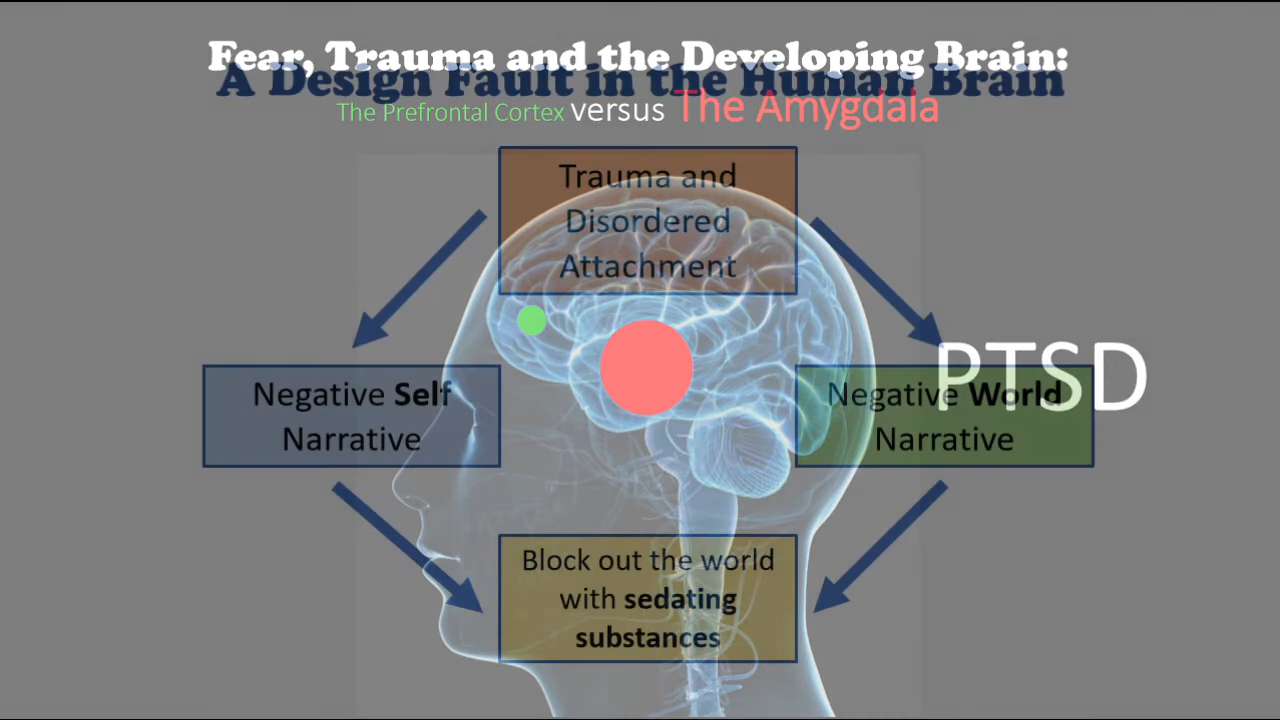 Fear, Trauma and the Developing Brain:
A Design Fault in the Human Brain
The Prefrontal Cortex versus The Amygdala
Trauma and
Disordered
Attachment
PTSD
Negative Self
Narrative
Negative World
Narrative
Block out the world
with sedating
substances